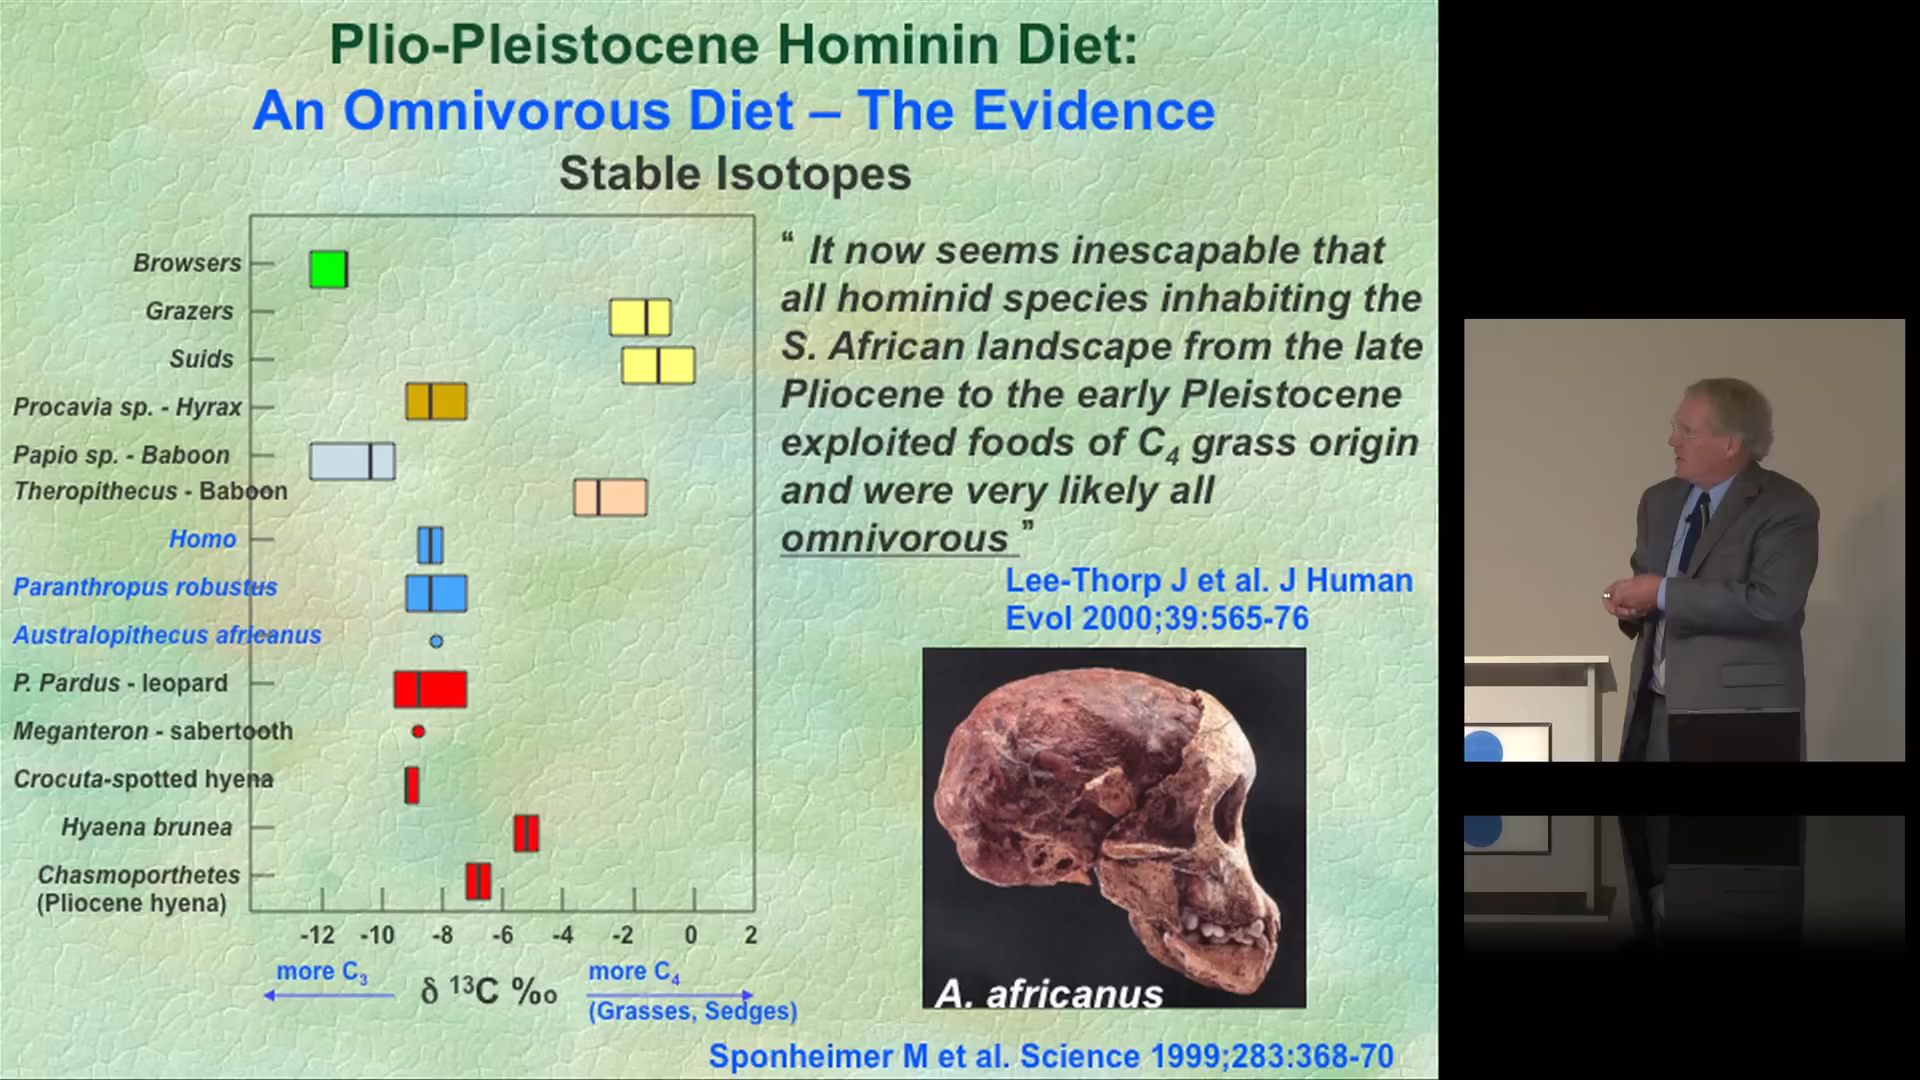 Plio-Pleistocene Hominin Diet:
An Omnivorous Diet – The Evidence
Stable Isotopes
Browsers
Grazers
Suids
Procavia sp. - Hyrax
Papio sp. - Baboon
Theropithecus - Baboon
Homo
Paranthropus robustus
Australopithecus africanus
P. Pardus - leopard
Meganteron - sabertooth
Crocuta-spotted hyena
Hyaena brunea
Chasmoporthetes
(Pliocene hyena)
-12 -10 -8 -6 -4 -2 0 2
more C3
δ 13C ‰
more C4
(Grasses, Sedges)
“ It now seems inescapable that
all hominid species inhabiting the
S. African landscape from the late
Pliocene to the early Pleistocene
exploited foods of C4 grass origin
and were very likely all
omnivorous ”
Lee-Thorp J et al. J Human
Evol 2000;39:565-76
A. africanus
Sponheimer M et al. Science 1999;283:368-70